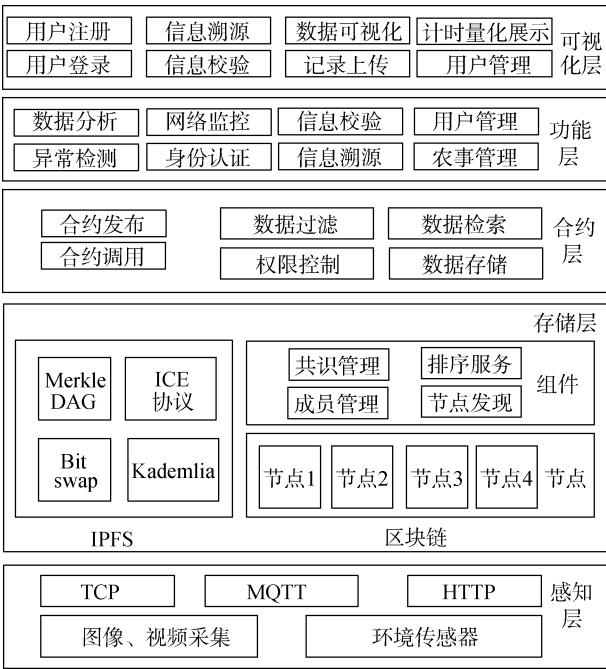 用户注册 信息溯源 数据可视化 计时量化展示 可视
用户登录 信息校验 记录上传 用户管理 化层
数据分析 网络监控 信息校验 用户管理 功能
异常检测 身份认证 信息溯源 农事管理 层
合约发布 数据过滤 数据检索 合约
合约调用 权限控制 数据存储 层
存储层
Merkle
DAG
ICE
协议
Bit
swap
Kademlia
IPFS
共识管理 排序服务 组件
成员管理 节点发现
节点1 节点2 节点3 节点4 节点
区块链
TCP MQTT HTTP 感知
图像、视频采集 环境传感器 层